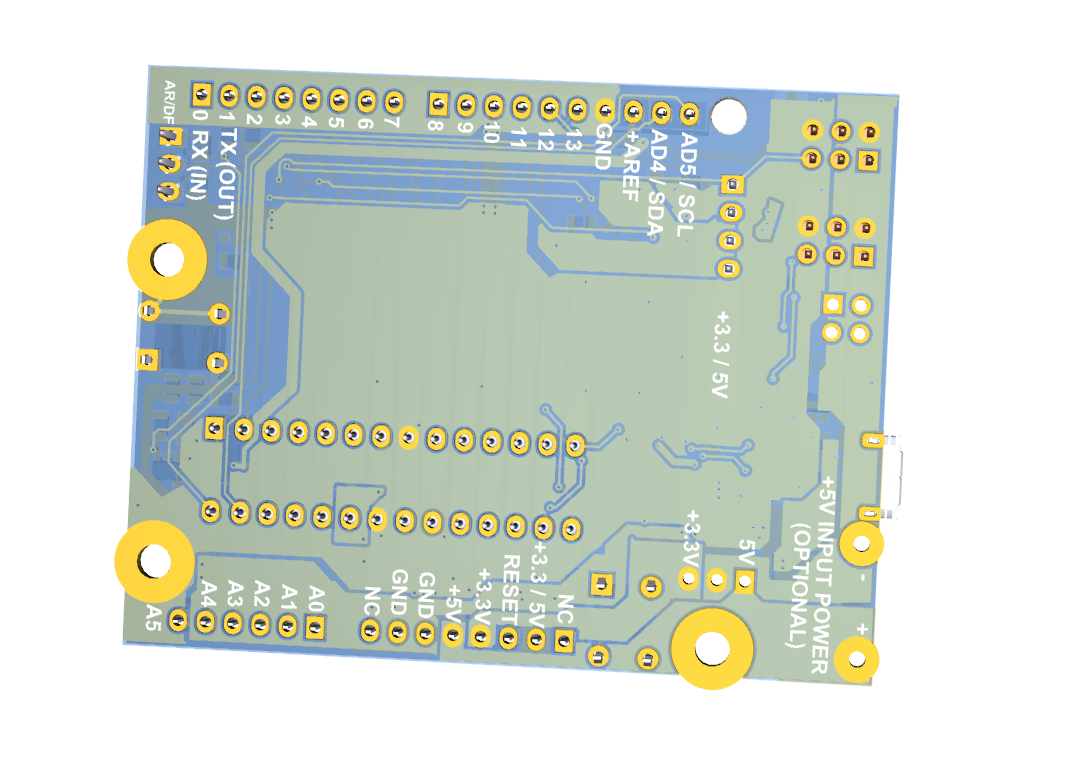 AR/DF
0 RX (IN)
1 TX (OUT)
2
3
4
5
6
7
8
9
10
11
12
13
GND
+AREF
AD4 / SDA
AD5 / SCL
+3.3 / 5V
+5V INPUT POWER
(OPTIONAL)
-
+
5V
+3.3V
A5
A4
A3
A2
A1
A0
NC
GND
GND
+5V
+3.3V
RESET
+3.3 / 5V
NC